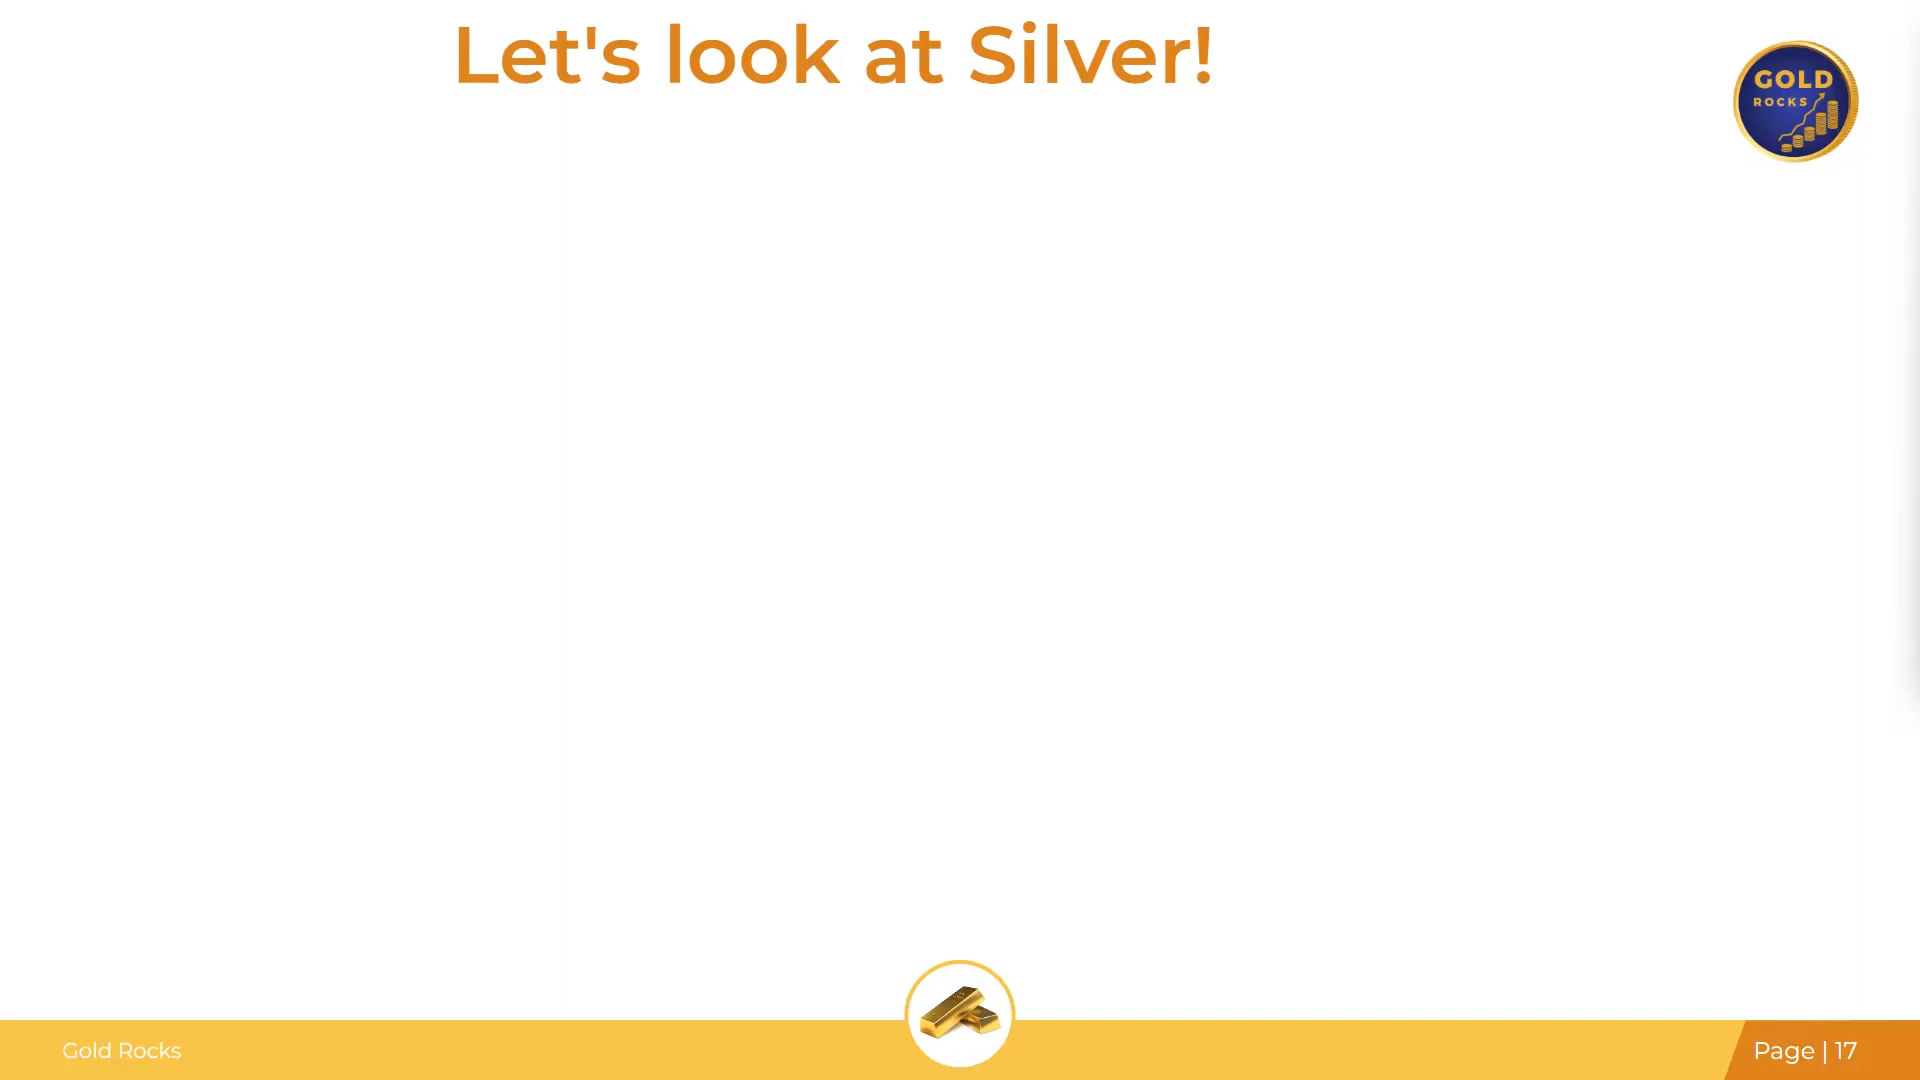 Let's look at Silver!
GOLD
ROCKS
Gold Rocks
Page | 17